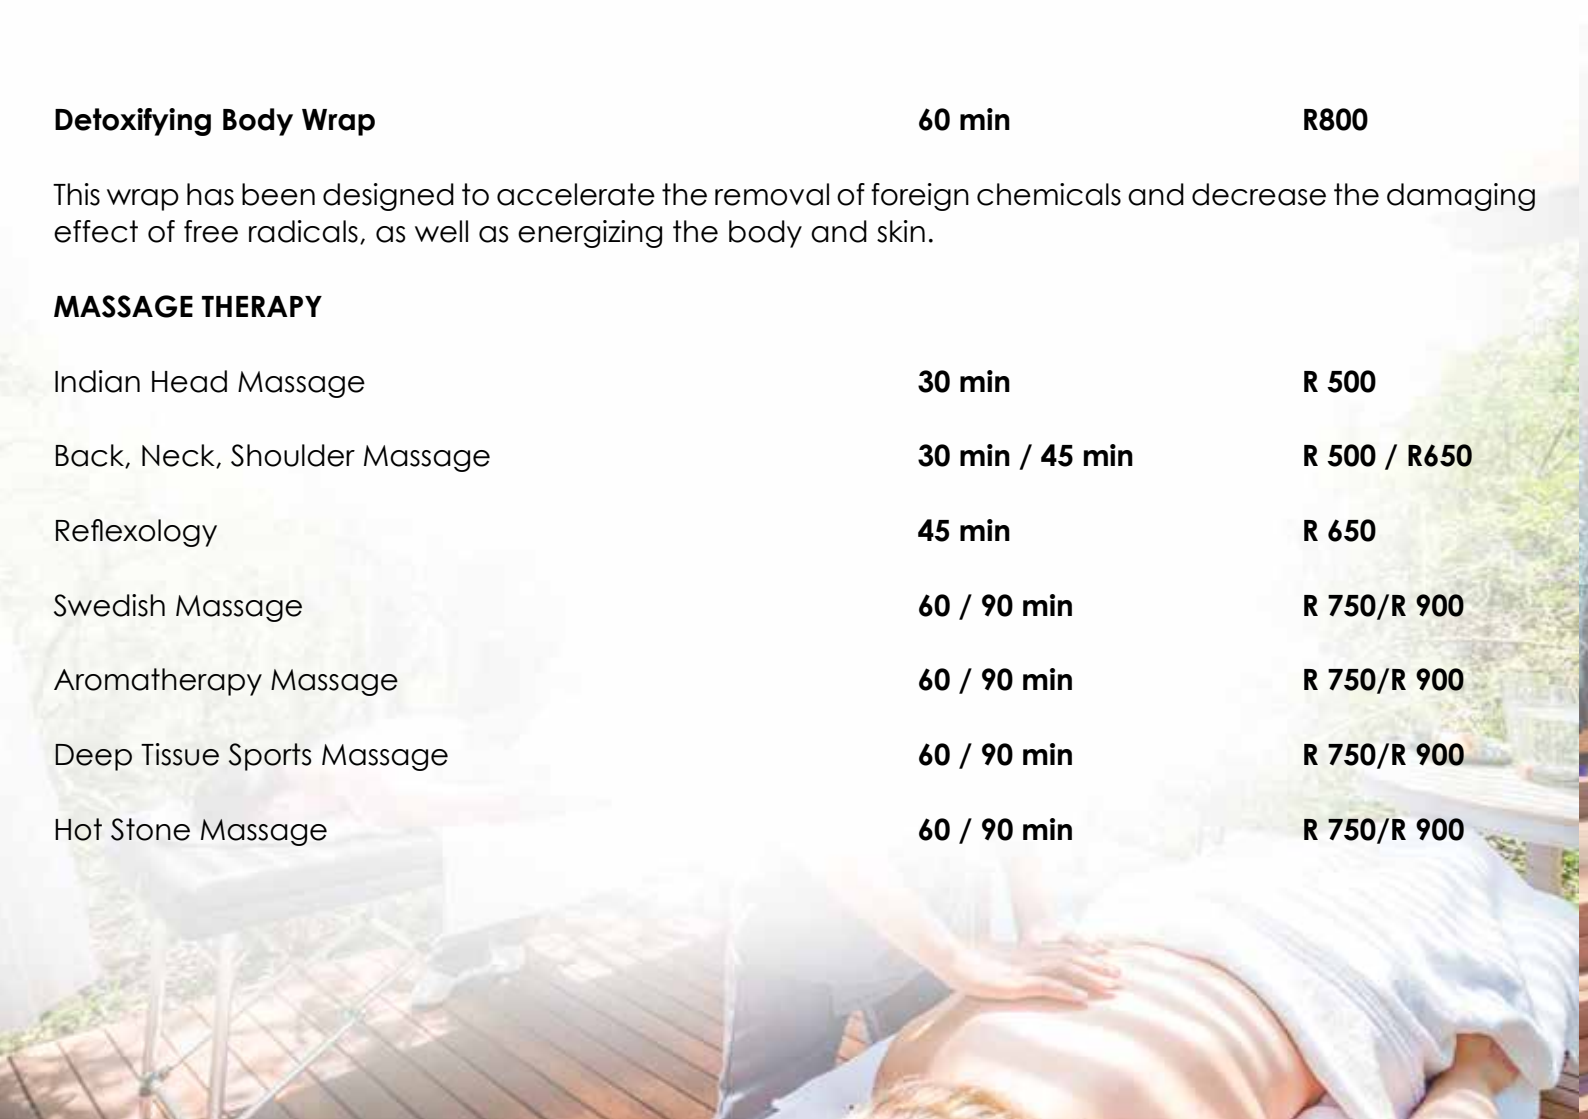 Detoxifying Body Wrap 60 min R800
This wrap has been designed to accelerate the removal of foreign chemicals and decrease the damaging
effect of free radicals, as well as energizing the body and skin.
MASSAGE THERAPY
Indian Head Massage 30 min R 500
Back, Neck, Shoulder Massage 30 min / 45 min R 500 / R650
Reflexology 45 min R 650
Swedish Massage 60 / 90 min R 750/R 900
Aromatherapy Massage 60 / 90 min R 750/R 900
Deep Tissue Sports Massage 60 / 90 min R 750/R 900
Hot Stone Massage 60 / 90 min R 750/R 900